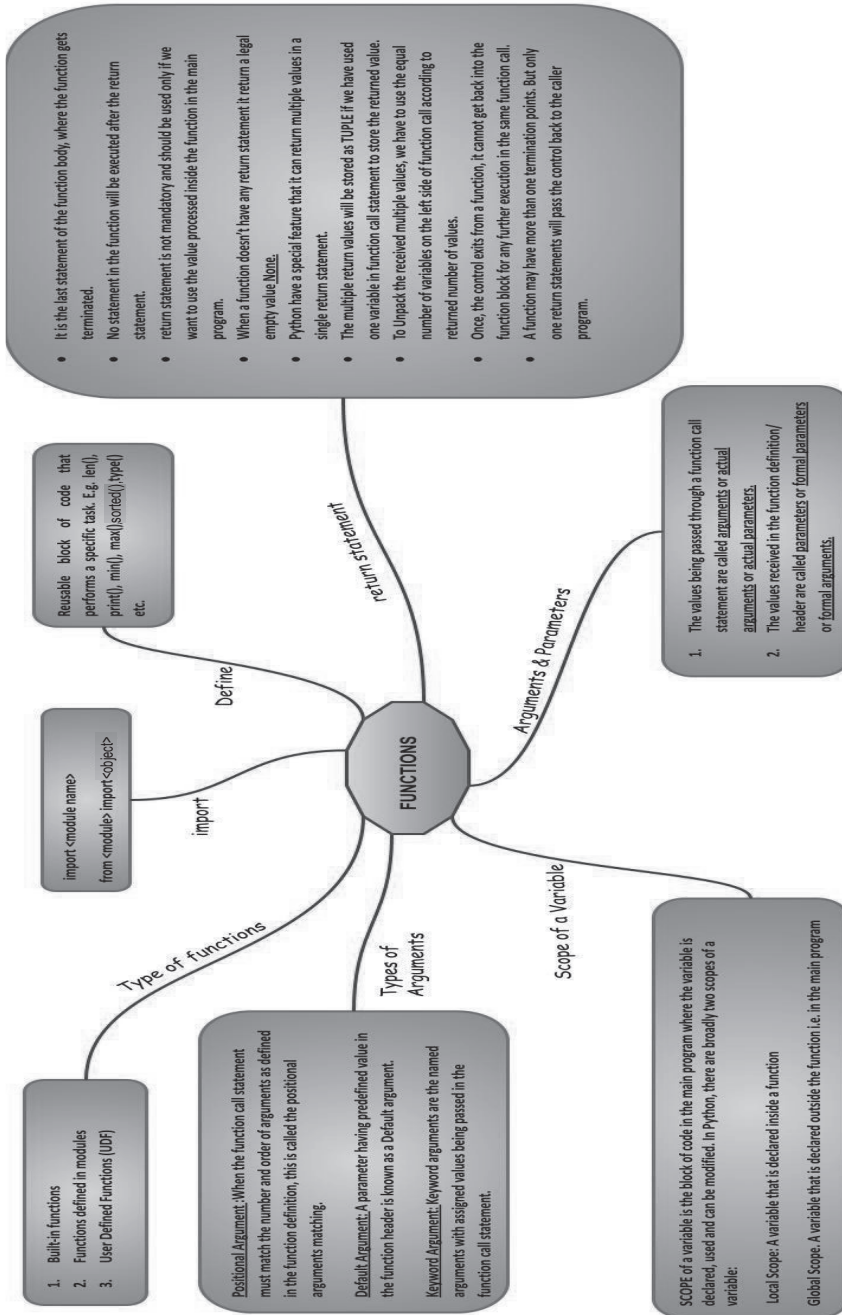 1. Built-in functions
2. Functions defined in modules
3. User Defined Functions (UDF)
Type of functions
import <module name>
from <module> import<object>
import
Reusable block of code that
performs a specific task. E.g. len(),
print(), min(), max(),sorted(),type()
etc.
Define
• It is the last statement of the function body, where the function gets
terminated.
• No statement in the function will be executed after the return
statement.
• return statement is not mandatory and should be used only if we
want to use the value processed inside the function in the main
program.
• When a function doesn't have any return statement it return a legal
empty value None.
• Python have a special feature that it can return multiple values in a
single return statement.
• The multiple return values will be stored as TUPLE if we have used
one variable in function call statement to store the returned value.
• To Unpack the received multiple values, we have to use the equal
number of variables on the left side of function call according to
returned number of values.
• Once, the control exits from a function, it cannot get back into the
function block for any further execution in the same function call.
• A function may have more than one termination points. But only
one return statements will pass the control back to the caller
program.
return statement
FUNCTIONS
Types of
Arguments
Positional Argument :When the function call statement
must match the number and order of arguments as defined
in the function definition, this is called the positional
arguments matching.
Default Argument: A parameter having predefined value in
the function header is known as a Default argument.
Keyword Argument: Keyword arguments are the named
arguments with assigned values being passed in the
function call statement.
Scope of a Variable
SCOPE of a variable is the block of code in the main program where the variable is
declared, used and can be modified. In Python, there are broadly two scopes of a
variable:
Local Scope: A variable that is declared inside a function
Global Scope. A variable that is declared outside the function i.e. in the main program
Arguments & Parameters
1. The values being passed through a function call
statement are called arguments or actual
arguments or actual parameters.
2. The values received in the function definition/
header are called parameters or formal parameters
or formal arguments.